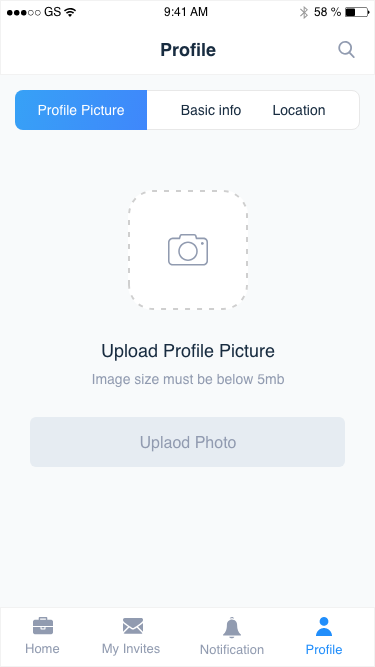 GS 9:41 AM 58 %
Profile
Profile Picture Basic info Location
Upload Profile Picture
Image size must be below 5mb
Uplaod Photo
Home My Invites Notification Profile